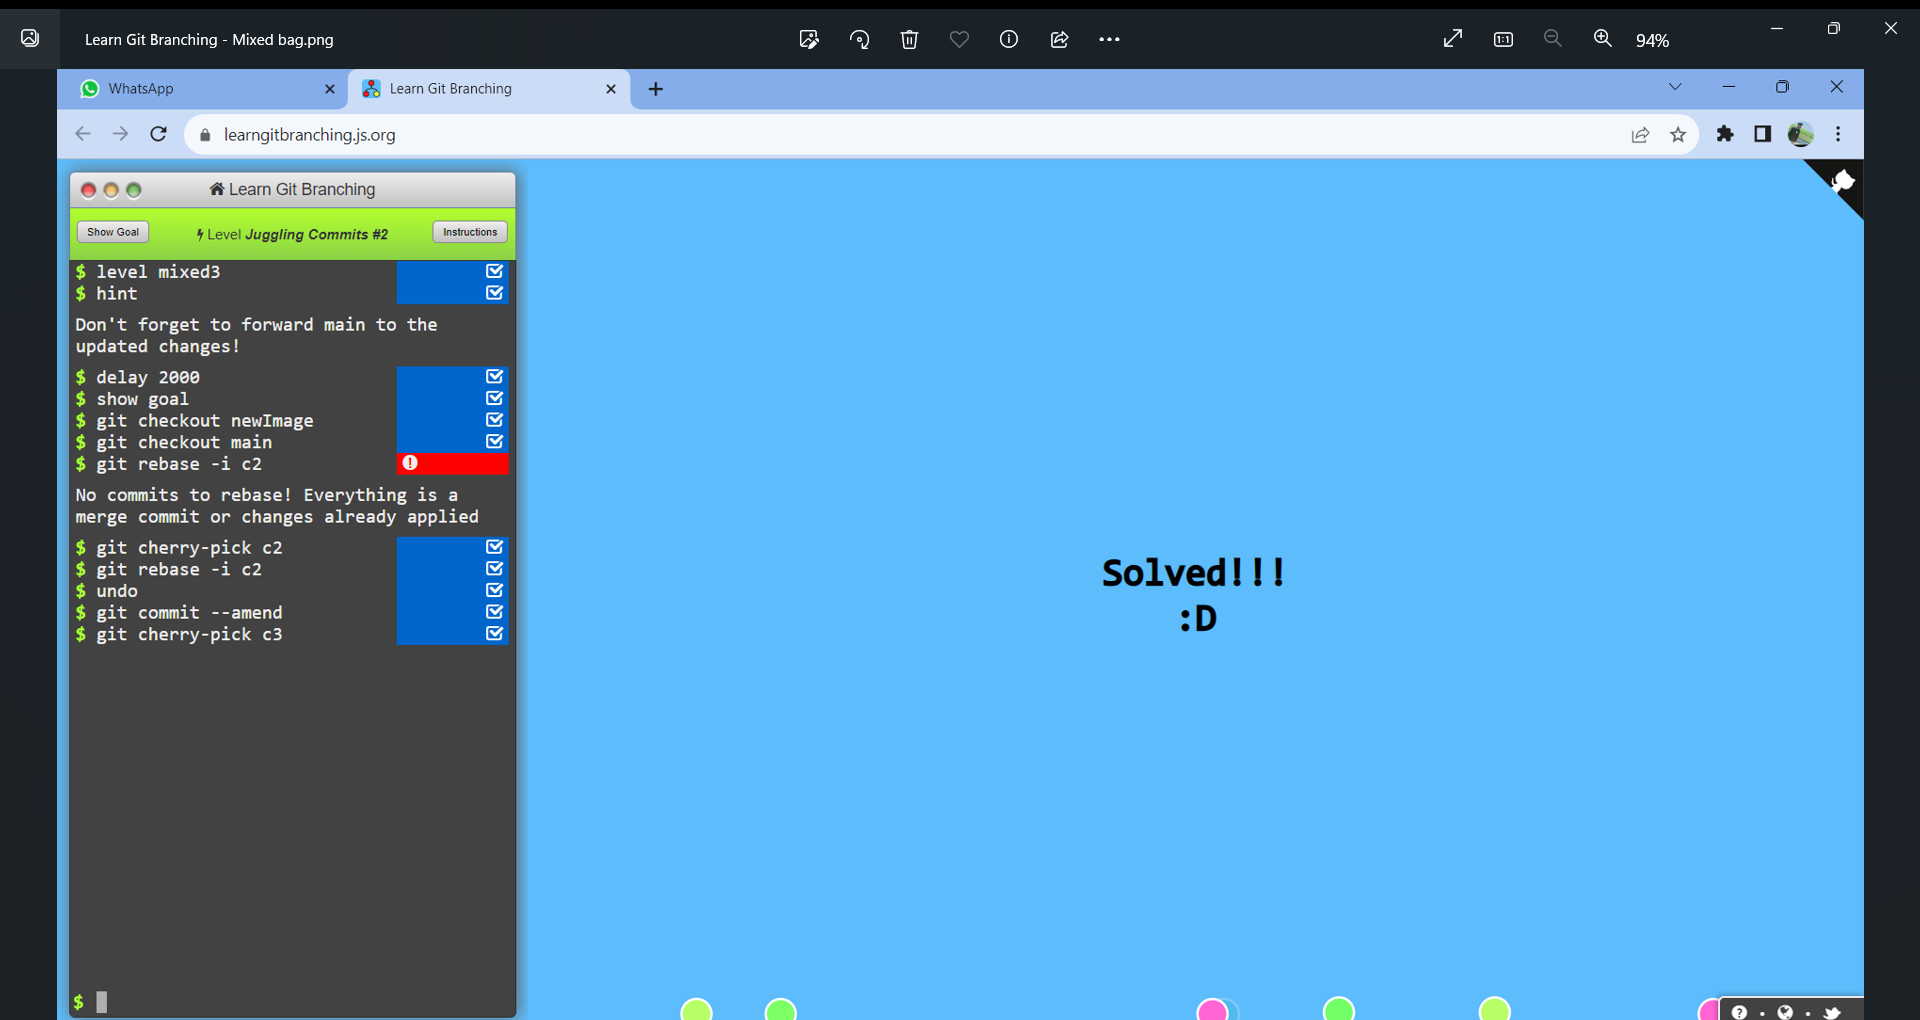 Learn Git Branching - Mixed bag.png
94%
WhatsApp
Learn Git Branching
learngitbranching.js.org
Learn Git Branching
Show Goal
Level Juggling Commits #2
Instructions
$ level mixed3
$ hint
Don't forget to forward main to the
updated changes!
$ delay 2000
$ show goal
$ git checkout newImage
$ git checkout main
$ git rebase -i c2
No commits to rebase! Everything is a
merge commit or changes already applied
$ git cherry-pick c2
$ git rebase -i c2
$ undo
$ git commit --amend
$ git cherry-pick c3
Solved!!!
:D
$